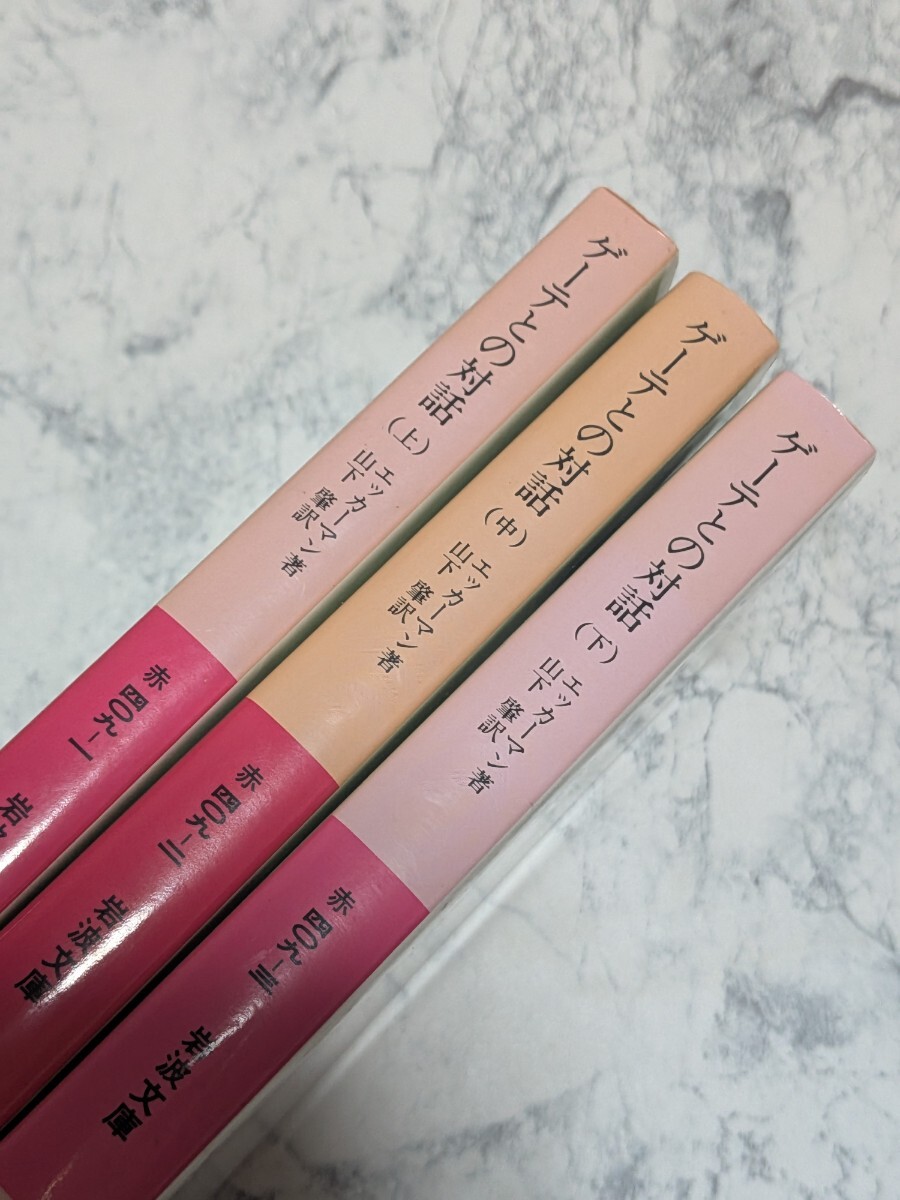 ゲーテとの対話(上)
エッカーマン著
山下 肇訳
赤四〇九-一
岩
ゲーテとの対話(中)
エッカーマン著
山下 肇訳
赤四〇九-二
岩波文庫
ゲーテとの対話(下)
エッカーマン著
山下 肇訳
赤四〇九-三
岩波文庫